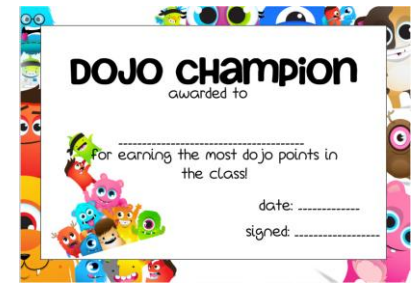 DOJO CHAMPION
awarded to
------------------------------------
for earning the most dojo points in
the class!
date: -------------
signed: ------------------